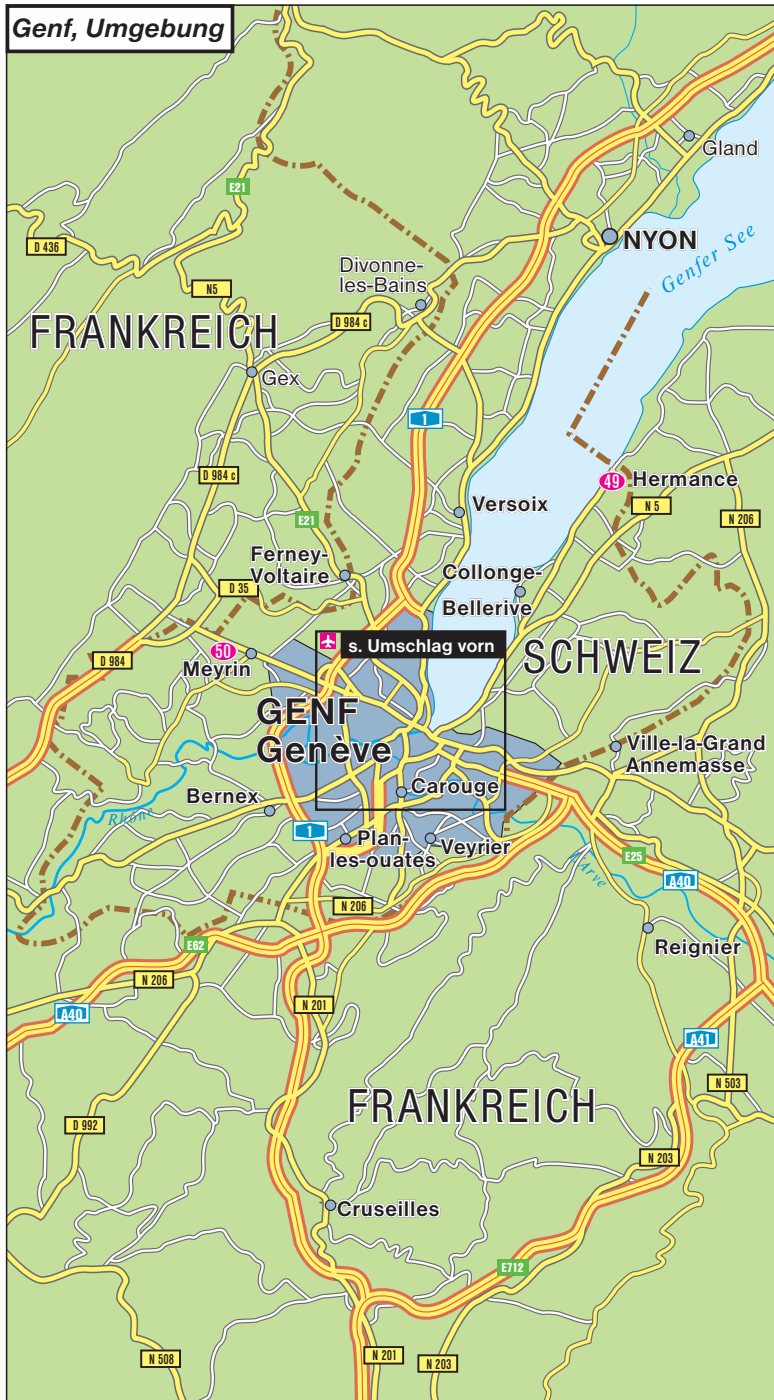 Genf, Umgebung
Gland
E21
NYON
D 436
Genfer See
Divonne-
les-Bains
N5
FRANKREICH
D 984 c
Gex
1
D 984 c
49 Hermance
N 5
Versoix
E21
N 206
Ferney-
Voltaire
Collonge-
Bellerive
D 35
s. Umschlag vorn
50
Meyrin
SCHWEIZ
D 984
GENF
Genève
Ville-la-Grand
Annemasse
Carouge
Bernex
Rhône
1
Plan-
les-ouates
Veyrier
E25
L'Arve
A40
N 206
E62
Reignier
N 206
N 201
A40
A41
N 503
FRANKREICH
D 992
N 203
Cruseilles
E712
N 508
N 201
N 203